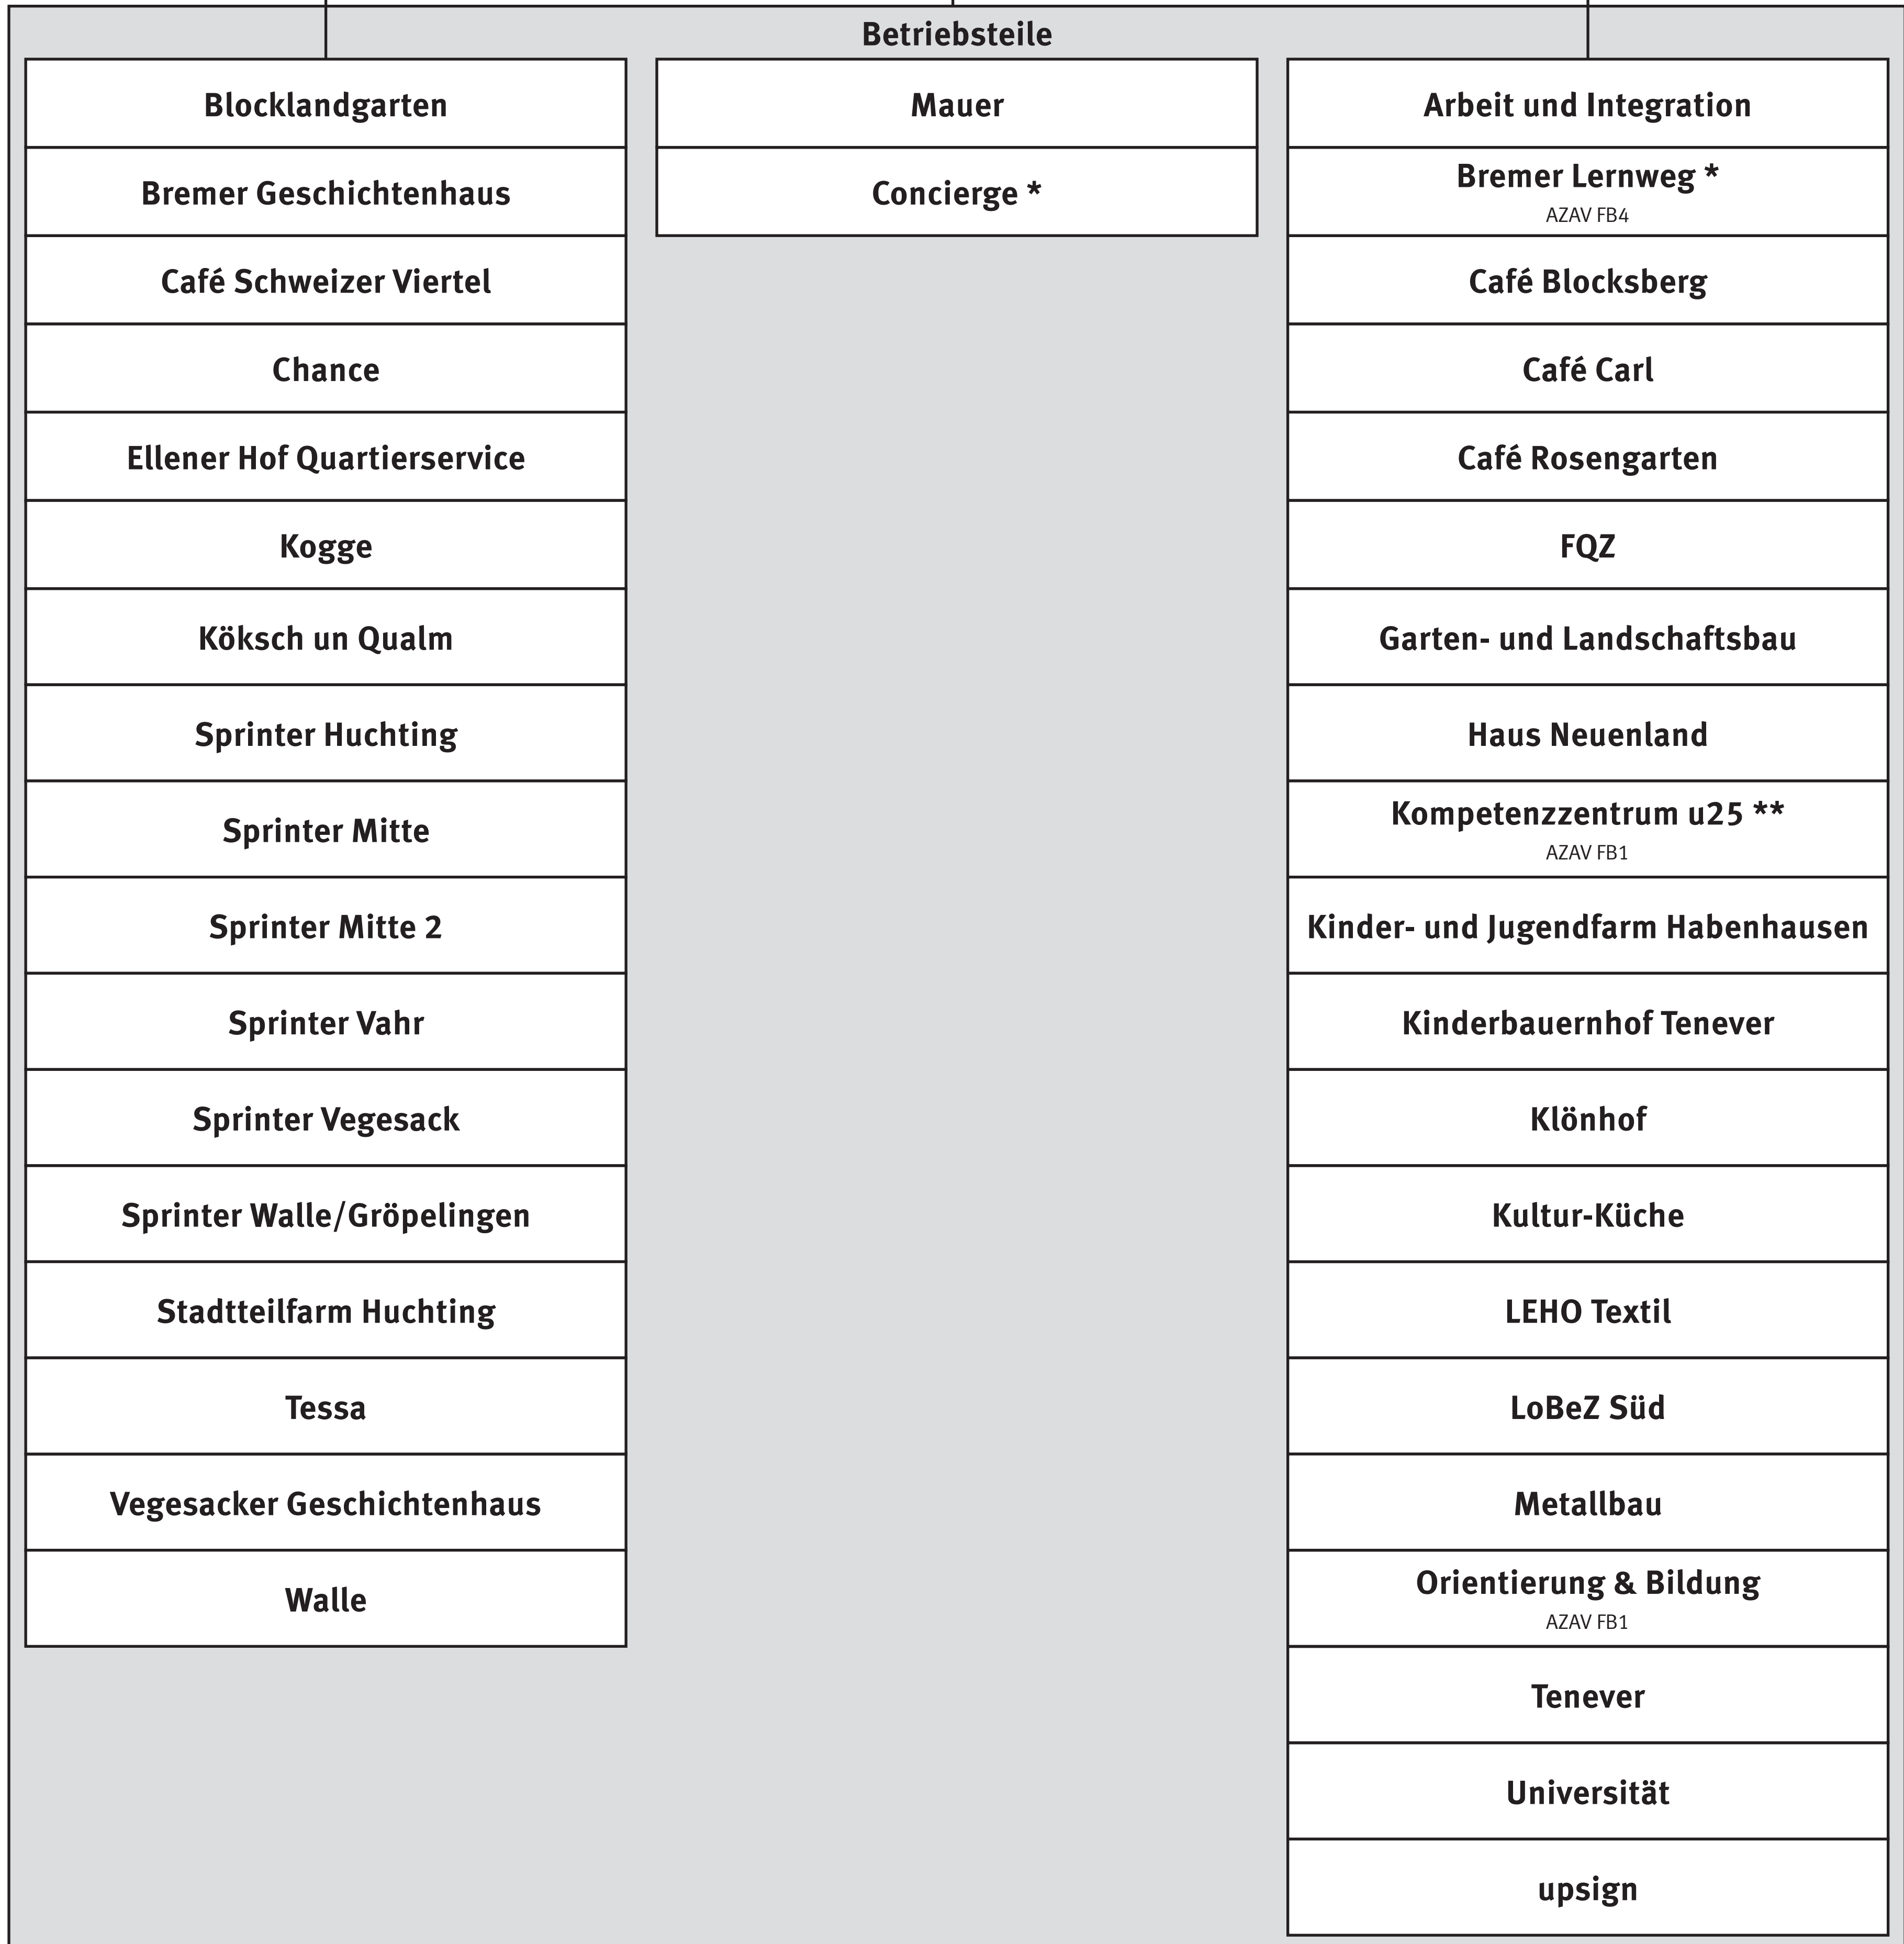 Betriebsteile
Blocklandgarten
Bremer Geschichtenhaus
Café Schweizer Viertel
Chance
Ellener Hof Quartierservice
Kogge
Köksch un Qualm
Sprinter Huchting
Sprinter Mitte
Sprinter Mitte 2
Sprinter Vahr
Sprinter Vegesack
Sprinter Walle/Gröpelingen
Stadtteilfarm Huchting
Tessa
Vegesacker Geschichtenhaus
Walle
Mauer
Concierge *
Arbeit und Integration
Bremer Lernweg *
AZAV FB4
Café Blocksberg
Café Carl
Café Rosengarten
FQZ
Garten- und Landschaftsbau
Haus Neuenland
Kompetenzzentrum u25 **
AZAV FB1
Kinder- und Jugendfarm Habenhausen
Kinderbauernhof Tenever
Klönhof
Kultur-Küche
LEHO Textil
LoBeZ Süd
Metallbau
Orientierung & Bildung
AZAV FB1
Tenever
Universität
upsign